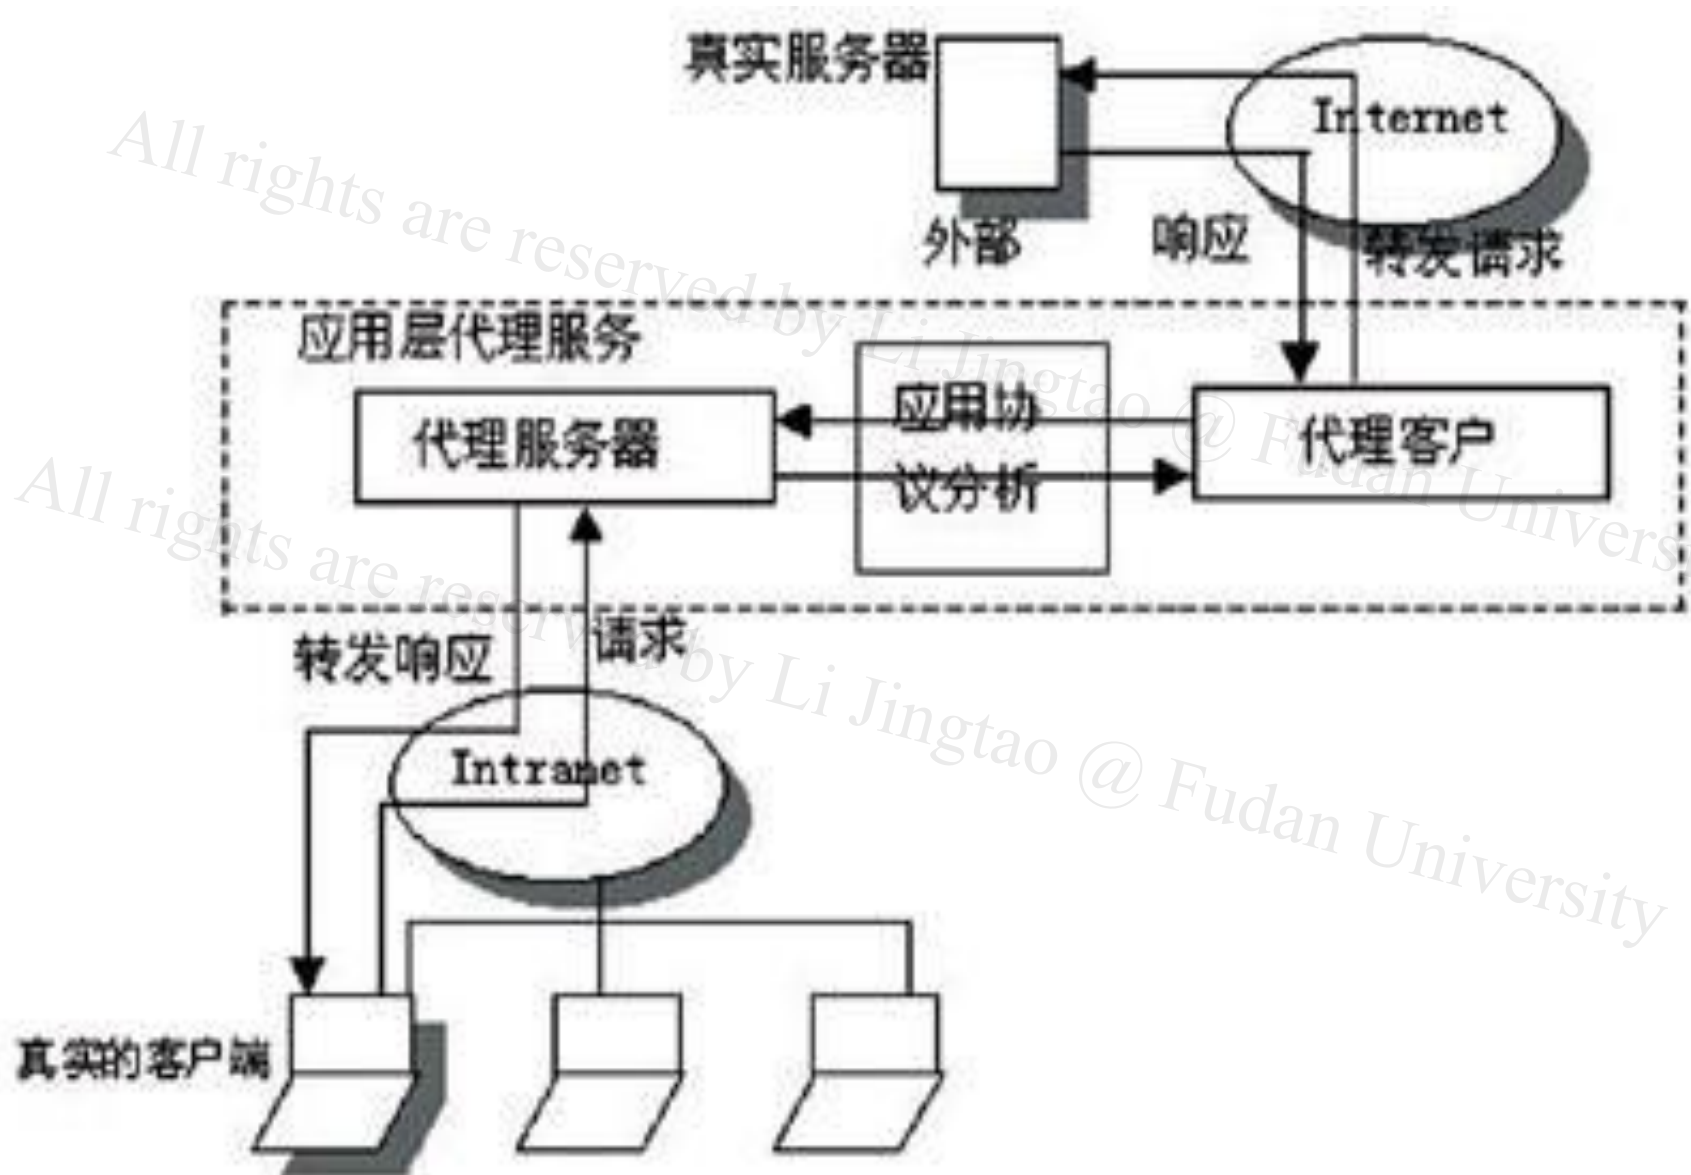 真实服务器
Internet
外部
响应
转发请求
应用层代理服务
代理服务器
应用协
议分析
代理客户
转发响应
请求
Intranet
真实的客户端
All rights are reserved by Li Jingtao @ Fudan Univers
All rights are reserved by Li Jingtao @ Fudan University